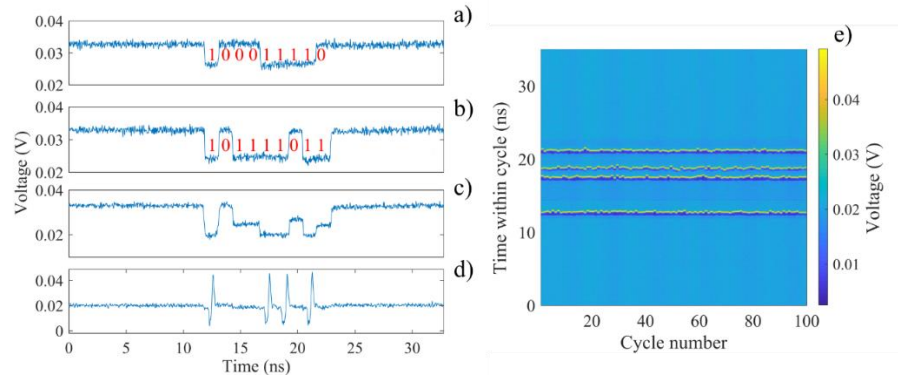 a)
0.04
0.03
0.02
1 0 0 0 1 1 1 1 0
b)
0.04
0.03
0.02
1 0 1 1 1 1 0 1 1
c)
0.04
0.02
d)
0.04
0.02
0
0 5 10 15 20 25 30
Time (ns)
Voltage (V)
e)
30
20
10
0
20 40 60 80 100
Cycle number
Time within cycle (ns)
0.04
0.03
0.02
0.01
Voltage (V)